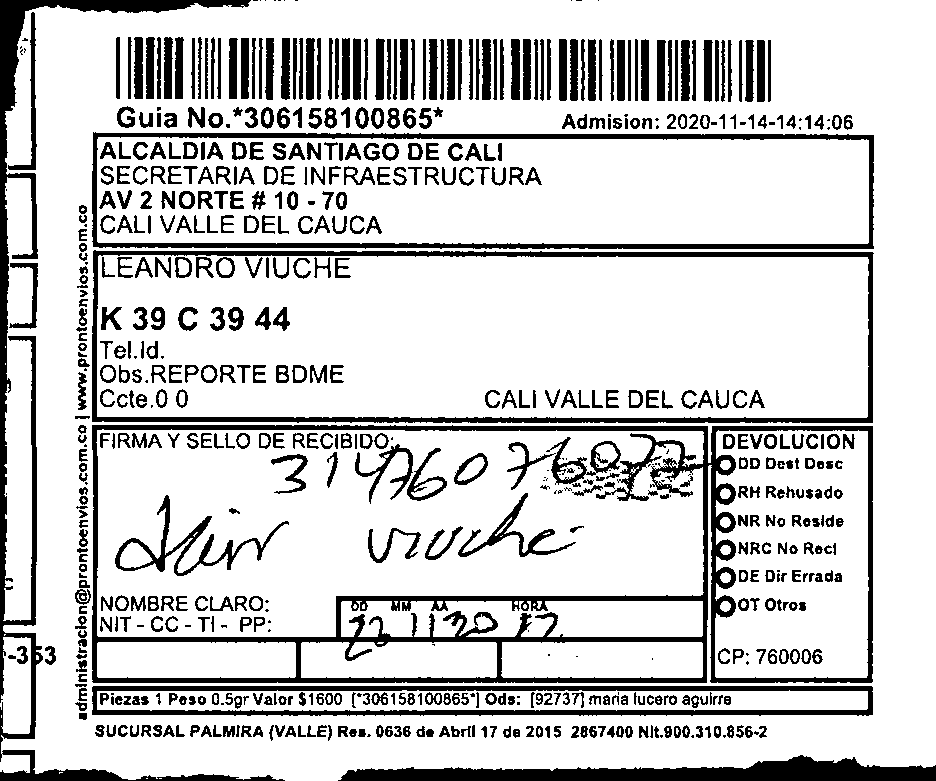 Guia No.*306158100865*
Admision: 2020-11-14-14:14:06
ALCALDIA DE SANTIAGO DE CALI
SECRETARIA DE INFRAESTRUCTURA
AV 2 NORTE # 10 - 70
CALI VALLE DEL CAUCA
LEANDRO VIUCHE
K 39 C 39 44
Tel.Id.
Obs.REPORTE BDME
Ccte.0 0
CALI VALLE DEL CAUCA
administracion@prontoenvios.com.co | www.prontoenvios.com.co
FIRMA Y SELLO DE RECIBIDO:
viuche
NOMBRE CLARO:
NIT - CC - TI - PP:
DD MM AA HORA
11 20 17
DEVOLUCION
DD Dest Desc
RH Rehusado
NR No Reside
NRC No Recl
DE Dir Errada
OT Otros
CP: 760006
-353
Piezas 1 Peso 0.5gr Valor $1600 [*306158100865*] Ods: [92737] maria lucero aguirre
SUCURSAL PALMIRA (VALLE) Res. 0636 de Abril 17 de 2015 2867400 Nit.900.310.856-2